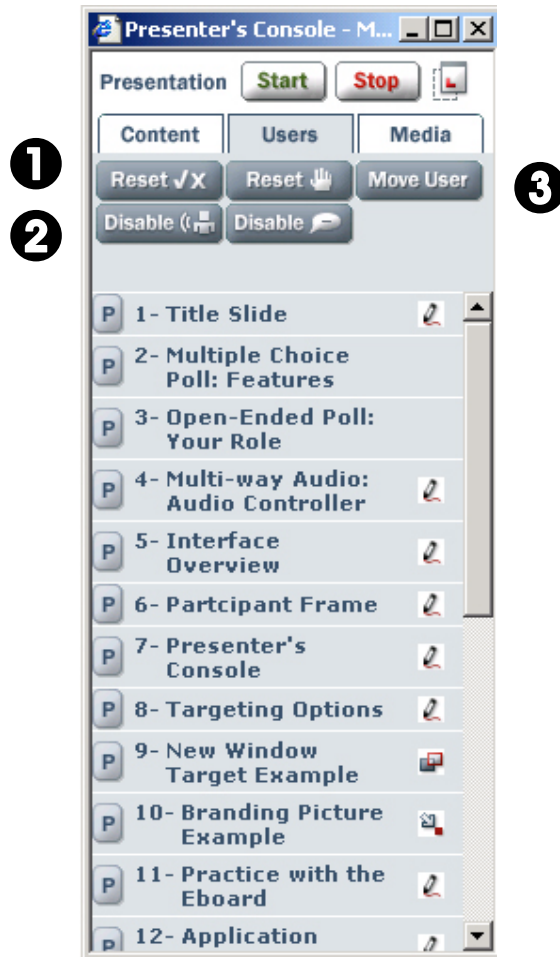 Presenter's Console - M...
Presentation Start Stop
Content Users Media
1
Reset √X Reset Move User
3
2
Disable Disable
P 1- Title Slide
P 2- Multiple Choice
Poll: Features
P 3- Open-Ended Poll:
Your Role
P 4- Multi-way Audio:
Audio Controller
P 5- Interface
Overview
P 6- Partcipant Frame
P 7- Presenter's
Console
P 8- Targeting Options
P 9- New Window
Target Example
P 10- Branding Picture
Example
P 11- Practice with the
Eboard
P 12- Application